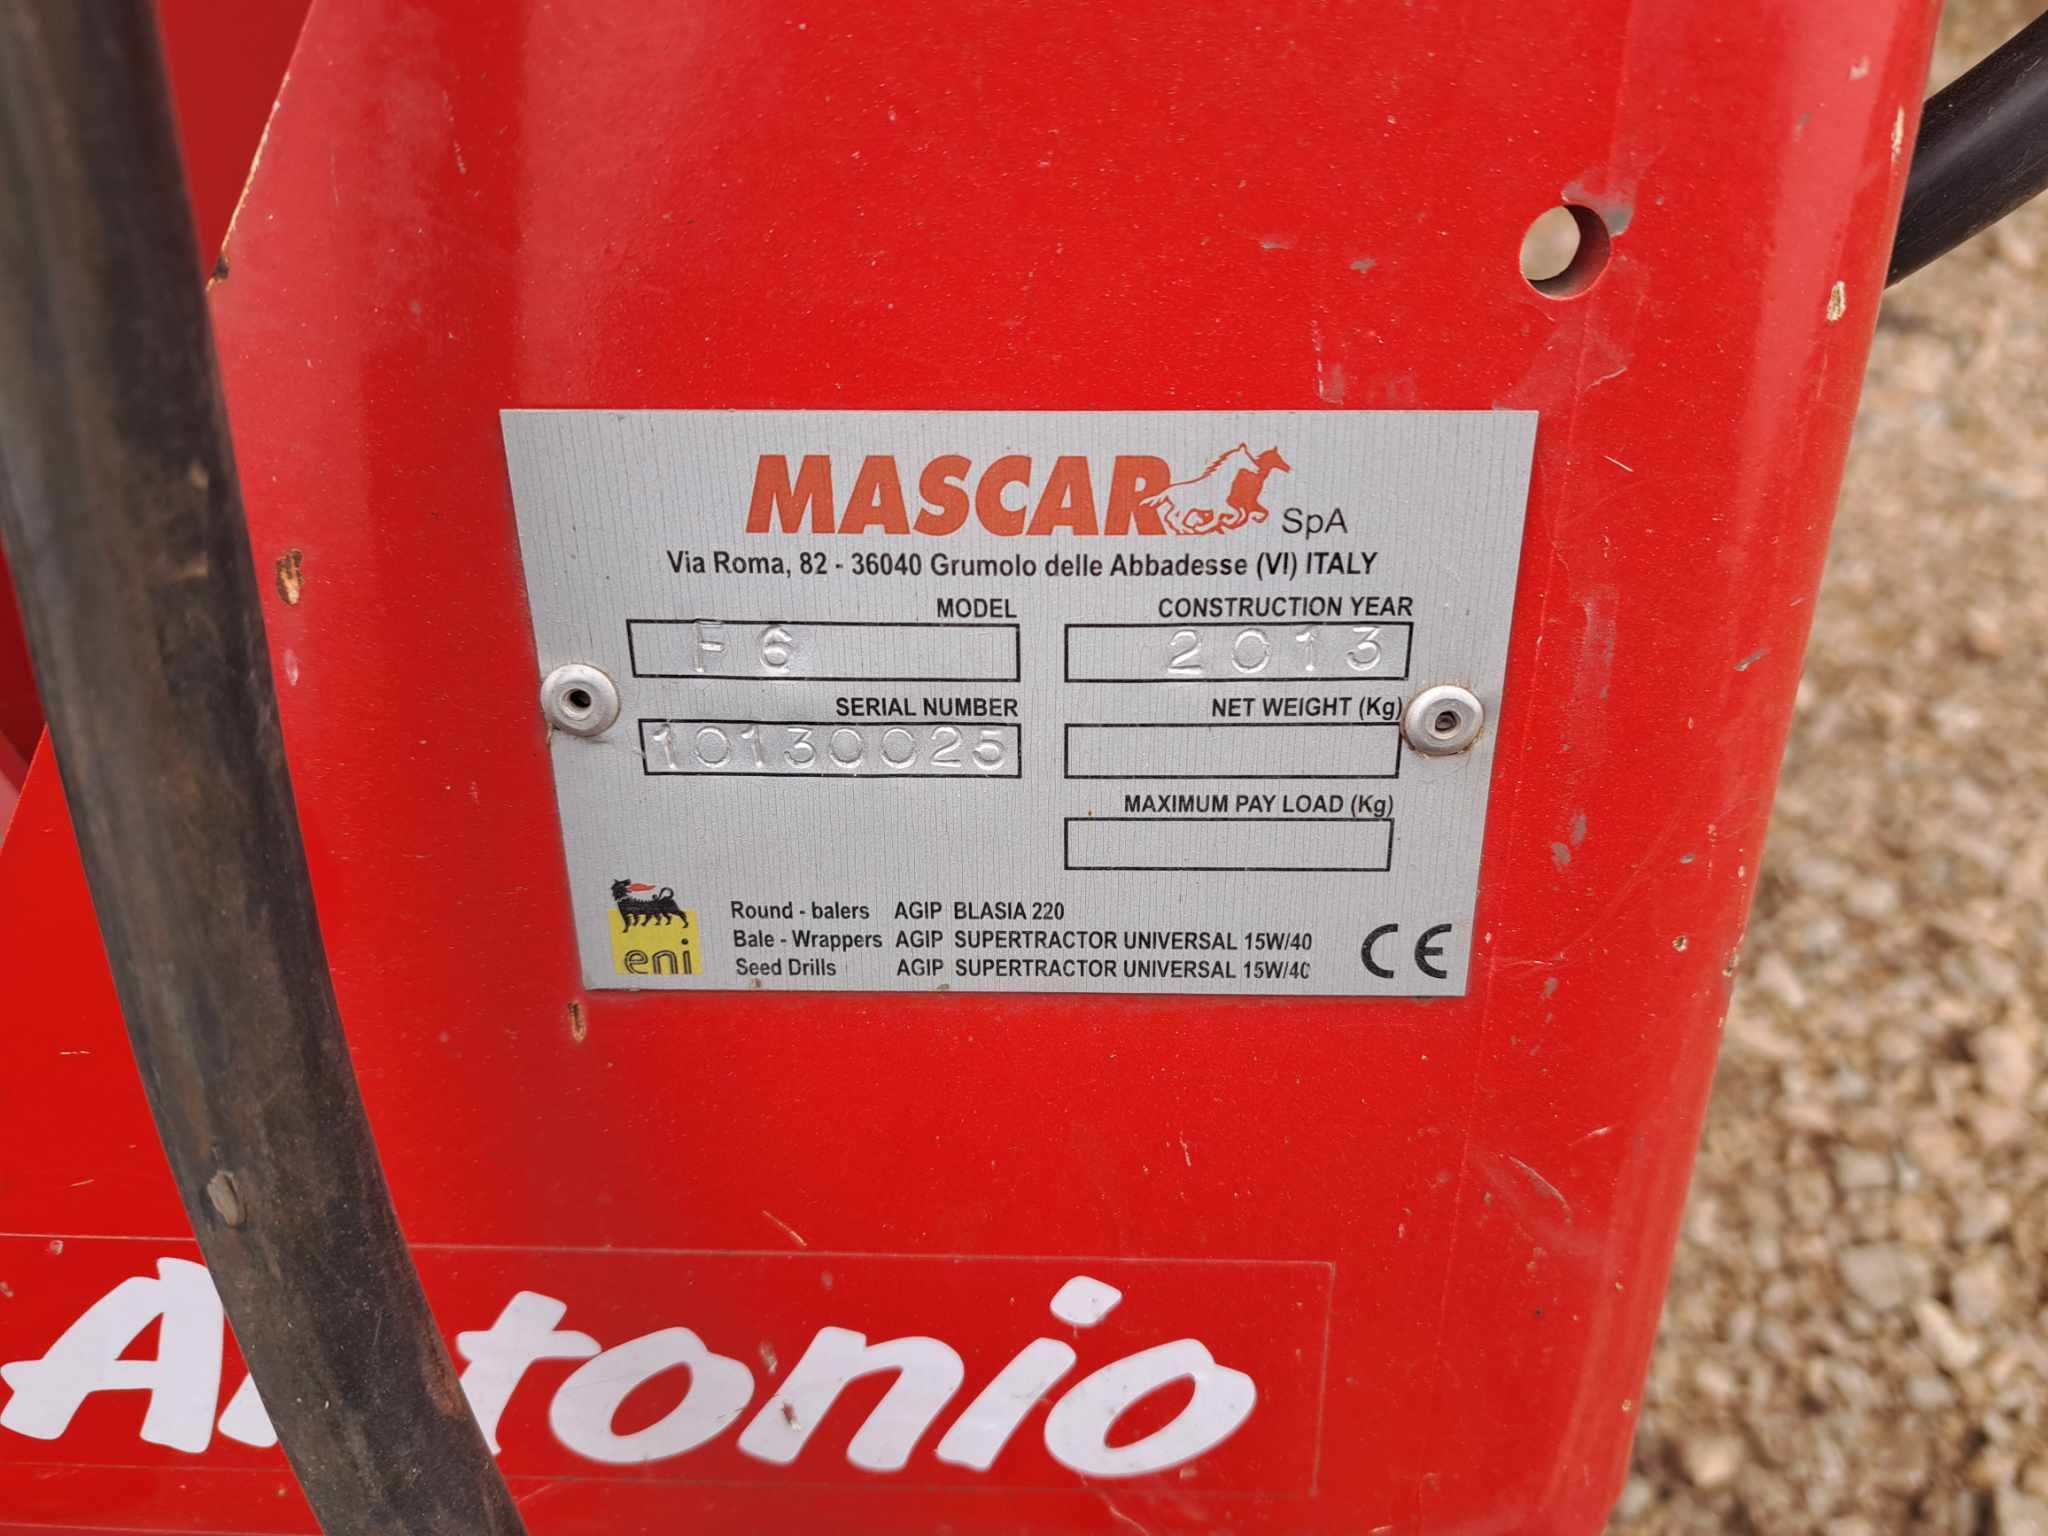 MASCAR SpA
Via Roma, 82 - 36040 Grumolo delle Abbadesse (VI) ITALY
MODEL
F6
CONSTRUCTION YEAR
2013
SERIAL NUMBER
10130025
NET WEIGHT (Kg)
MAXIMUM PAY LOAD (Kg)
eni
Round - balers AGIP BLASIA 220
Bale - Wrappers AGIP SUPERTRACTOR UNIVERSAL 15W/40
Seed Drills AGIP SUPERTRACTOR UNIVERSAL 15W/40
CE
Antonio